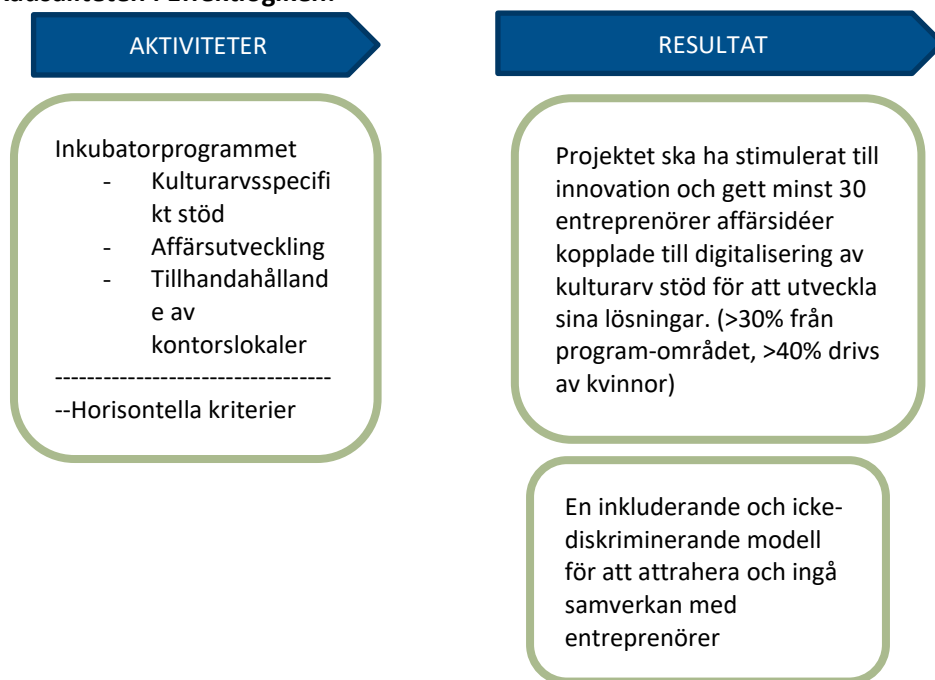 AKTIVITETER
Inkubatorprogrammet
- Kulturarvsspecifi
kt stöd
- Affärsutveckling
- Tillhandahålland
e av
kontorslokaler
----------------------------------
--Horisontella kriterier
RESULTAT
Projektet ska ha stimulerat till
innovation och gett minst 30
entreprenörer affärsidéer
kopplade till digitalisering av
kulturarv stöd för att utveckla
sina lösningar. (>30% från
program-området, >40% drivs
av kvinnor)
En inkluderande och icke-
diskriminerande modell
för att attrahera och ingå
samverkan med
entreprenörer